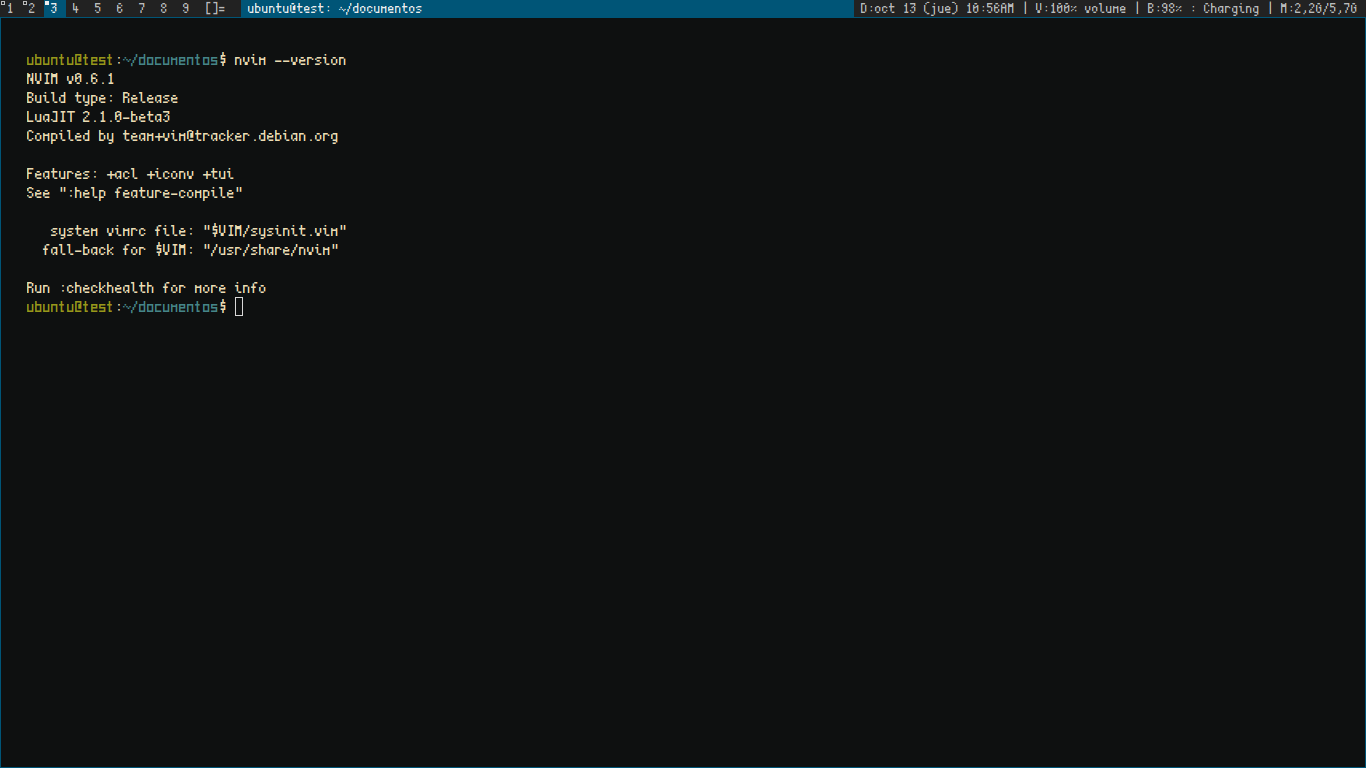 1 2 3 4 5 6 7 8 9 []= ubuntu@test: ~/documentos D:oct 13 (jue) 10:56AM | V:100% volume | B:98% : Charging | M:2,20/5,70
ubuntu@test:~/documentos$ nvim --version
NVIM v0.6.1
Build type: Release
LuaJIT 2.1.0-beta3
Compiled by team+vim@tracker.debian.org
Features: +acl +iconv +tui
See ":help feature-compile"
system vimrc file: "$VIM/sysinit.vim"
fall-back for $VIM: "/usr/share/nvim"
Run :checkhealth for more info
ubuntu@test:~/documentos$